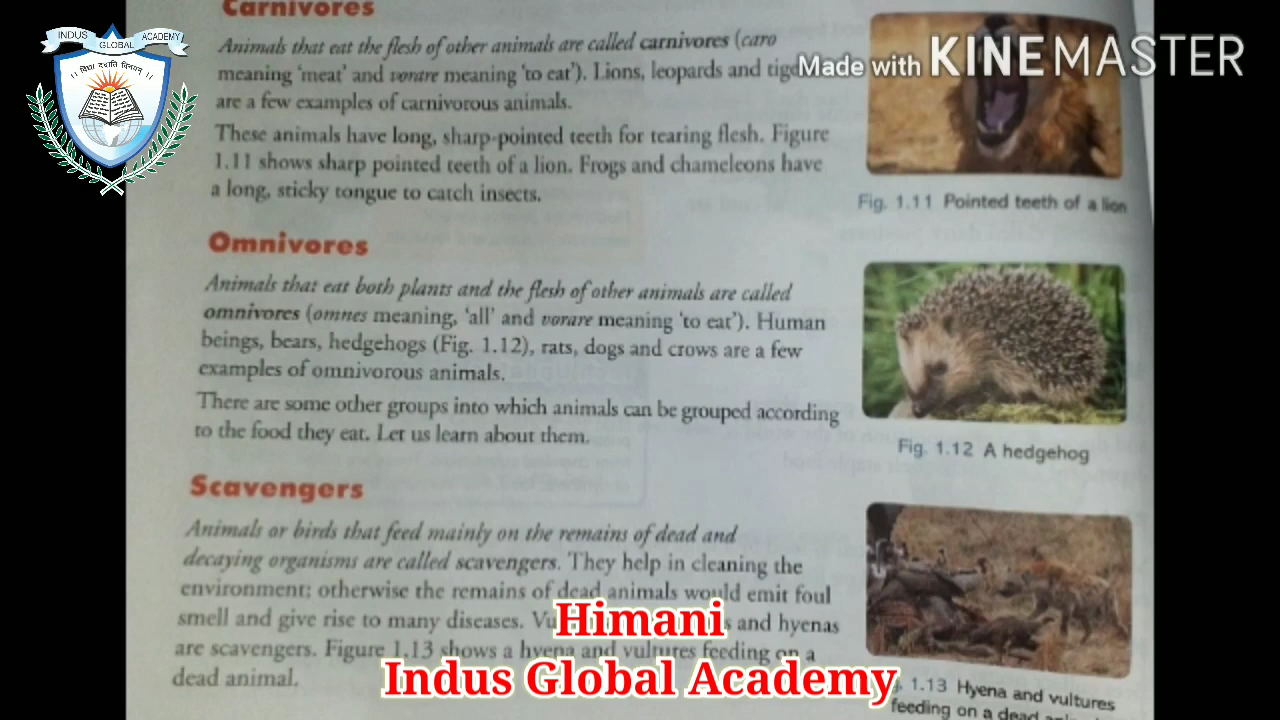 INDUS GLOBAL ACADEMY
।। विद्या ददाति विनयम् ।।
Made with KINEMASTER
Carnivores
Animals that eat the flesh of other animals are called carnivores (caro
meaning ‘meat’ and vorare meaning ‘to eat’). Lions, leopards and
are a few examples of carnivorous animals.
These animals have long, sharp-pointed teeth for tearing flesh. Figure
1.11 shows sharp pointed teeth of a lion. Frogs and chameleons have
a long, sticky tongue to catch insects.
Fig. 1.11 Pointed teeth of a lion
Omnivores
Animals that eat both plants and the flesh of other animals are called
omnivores (omnes meaning, ‘all’ and vorare meaning ‘to eat’). Human
beings, bears, hedgehogs (Fig. 1.12), rats, dogs and crows are a few
examples of omnivorous animals.
There are some other groups into which animals can be grouped according
to the food they eat. Let us learn about them.
Fig. 1.12 A hedgehog
Scavengers
Animals or birds that feed mainly on the remains of dead and
decaying organisms are called scavengers. They help in cleaning the
environment; otherwise the remains of dead animals would emit foul
smell and give rise to many diseases. and hyenas
are scavengers. Figure 1.13 shows a hyena and vultures feeding on a
dead animal.
1.13 Hyena and vultures
feeding on a dead
Himani
Indus Global Academy